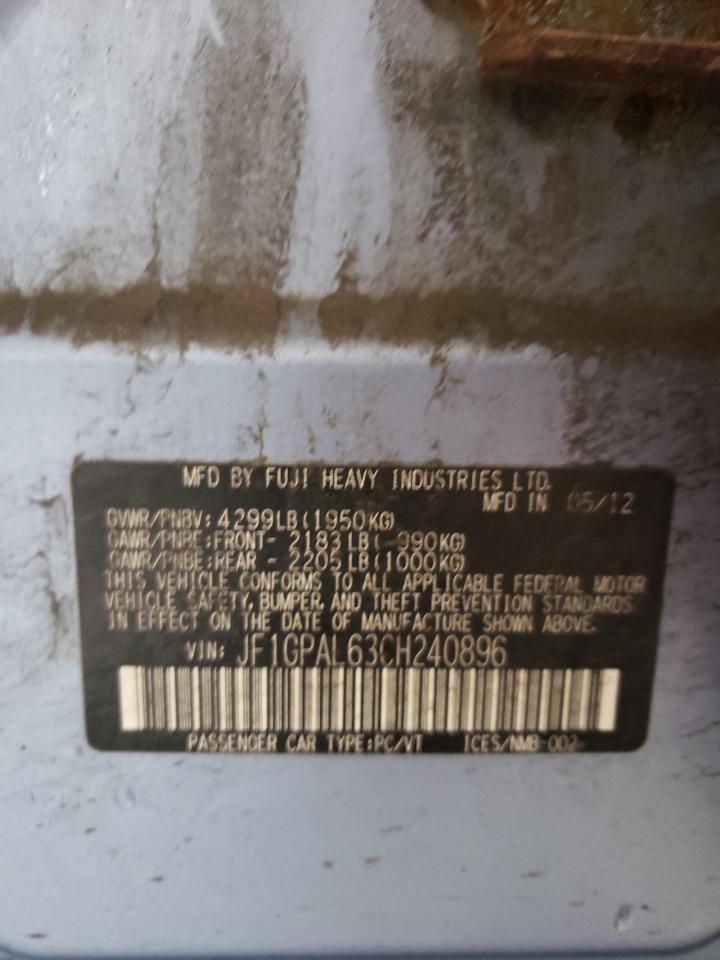 MFD BY FUJI HEAVY INDUSTRIES LTD.
MFD IN 05/12
GVWR/PNBV: 4299LB(1950KG)
GAWR/PNBE:FRONT- 2183LB( 990KG)
GAWR/PNBE:REAR - 2205LB(1000KG)
THIS VEHICLE CONFORMS TO ALL APPLICABLE FEDERAL MOTOR
VEHICLE SAFETY, BUMPER, AND THEFT PREVENTION STANDARDS
IN EFFECT ON THE DATE OF MANUFACTURE SHOWN ABOVE.
VIN: JF1GPAL63CH240896
PASSENGER CAR TYPE:PC/VT ICES/NMB-002